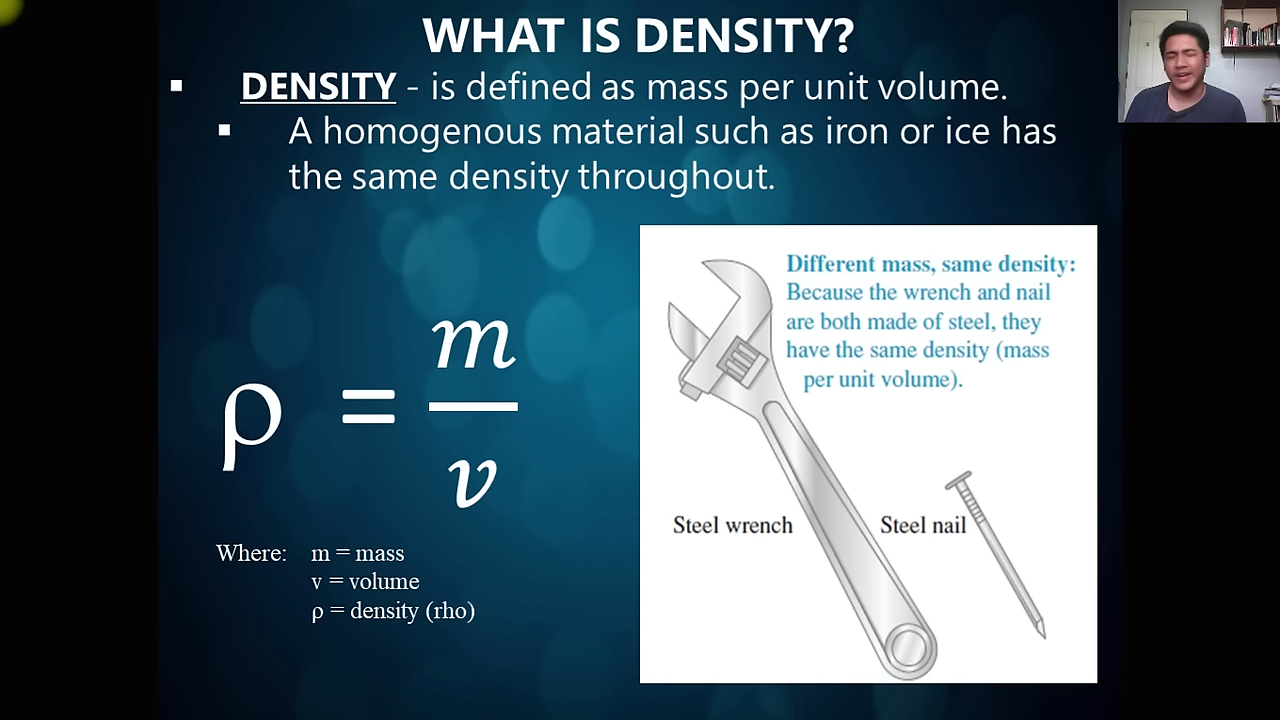 WHAT IS DENSITY?
▪ DENSITY - is defined as mass per unit volume.
▪ A homogenous material such as iron or ice has
the same density throughout.
ρ = m/v
Where: m = mass
v = volume
ρ = density (rho)
Different mass, same density:
Because the wrench and nail
are both made of steel, they
have the same density (mass
per unit volume).
Steel wrench
Steel nail